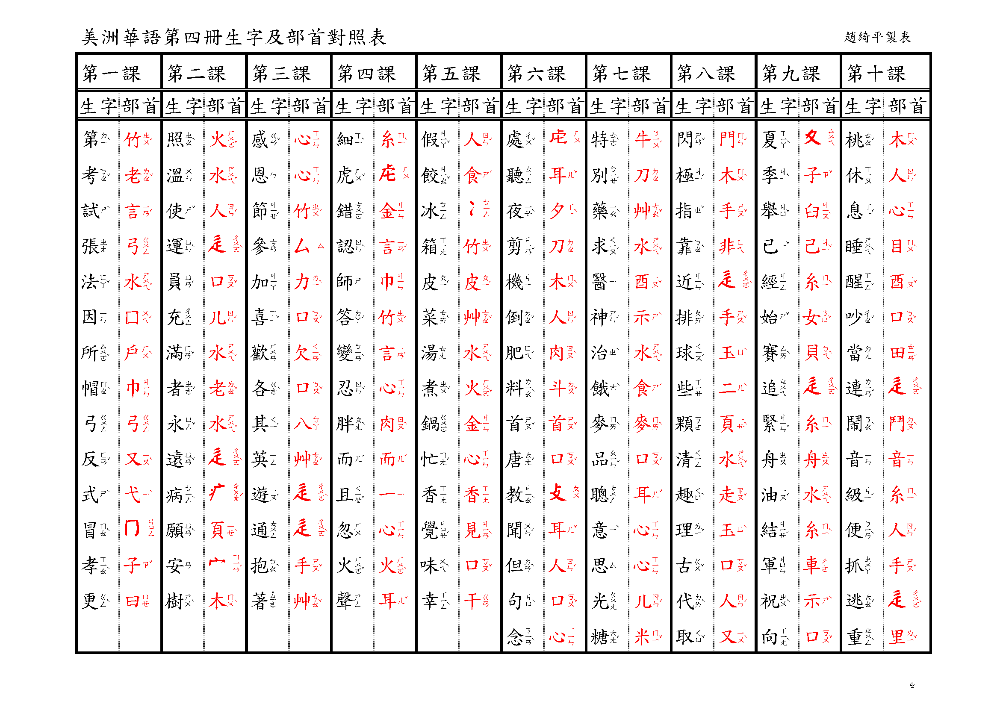 美洲華語第四冊生字及部首對照表 趙綺平製表
第一課 第二課 第三課 第四課 第五課 第六課 第七課 第八課 第九課 第十課
生字 部首 生字 部首 生字 部首 生字 部首 生字 部首 生字 部首 生字 部首 生字 部首 生字 部首 生字 部首
第ㄉㄧˋ 竹ㄓㄨˊ 照ㄓㄠˋ 火ㄏㄨㄛˇ 感ㄍㄢˇ 心ㄒㄧㄣ 細ㄒㄧˋ 糸ㄇㄧˋ 假ㄐㄧㄚˋ 人ㄖㄣˊ 處ㄔㄨˋ 虍ㄏㄨ 特ㄊㄜˋ 牛ㄋㄧㄡˊ 閃ㄕㄢˇ 門ㄇㄣˊ 夏ㄒㄧㄚˋ 夊ㄙㄨㄟ 桃ㄊㄠˊ 木ㄇㄨˋ
考ㄎㄠˇ 老ㄌㄠˇ 溫ㄨㄣ 水ㄕㄨㄟˇ 恩ㄣ 心ㄒㄧㄣ 虎ㄏㄨˇ 虍ㄏㄨ 餃ㄐㄧㄠˇ 食ㄕˊ 聽ㄊㄧㄥ 耳ㄦˇ 別ㄅㄧㄝˊ 刀ㄉㄠ 極ㄐㄧˊ 木ㄇㄨˋ 季ㄐㄧˋ 子ㄗˇ 休ㄒㄧㄡ 人ㄖㄣˊ
試ㄕˋ 言ㄧㄢˊ 使ㄕˇ 人ㄖㄣˊ 節ㄐㄧㄝˊ 竹ㄓㄨˊ 錯ㄘㄨㄛˋ 金ㄐㄧㄣ 冰ㄅㄧㄥ 冫ㄅㄧㄥ 夜ㄧㄝˋ 夕ㄒㄧˋ 藥ㄧㄠˋ 艸ㄘㄠˇ 指ㄓˇ 手ㄕㄡˇ 舉ㄐㄩˇ 臼ㄐㄧㄡˋ 息ㄒㄧˊ 心ㄒㄧㄣ
張ㄓㄤ 弓ㄍㄨㄥ 運ㄩㄣˋ 辵ㄔㄨㄛˋ 參ㄘㄢ 厶ㄙ 認ㄖㄣˋ 言ㄧㄢˊ 箱ㄒㄧㄤ 竹ㄓㄨˊ 剪ㄐㄧㄢˇ 刀ㄉㄠ 求ㄑㄧㄡˊ 水ㄕㄨㄟˇ 靠ㄎㄠˋ 非ㄈㄟ 已ㄧˇ 己ㄐㄧˇ 睡ㄕㄨㄟˋ 目ㄇㄨˋ
法ㄈㄚˇ 水ㄕㄨㄟˇ 員ㄩㄢˊ 口ㄎㄡˇ 加ㄐㄧㄚ 力ㄌㄧˋ 師ㄕ 巾ㄐㄧㄣ 皮ㄆㄧˊ 皮ㄆㄧˊ 機ㄐㄧ 木ㄇㄨˋ 醫ㄧ 酉ㄧㄡˇ 近ㄐㄧㄣˋ 辵ㄔㄨㄛˋ 經ㄐㄧㄥ 糸ㄇㄧˋ 醒ㄒㄧㄥˇ 酉ㄧㄡˇ
因ㄧㄣ 囗ㄨㄟˊ 充ㄔㄨㄥ 儿ㄖㄣˊ 喜ㄒㄧˇ 口ㄎㄡˇ 答ㄉㄚˊ 竹ㄓㄨˊ 菜ㄘㄞˋ 艸ㄘㄠˇ 倒ㄉㄠˋ 人ㄖㄣˊ 神ㄕㄣˊ 示ㄕˋ 排ㄆㄞˊ 手ㄕㄡˇ 始ㄕˇ 女ㄋㄩˇ 吵ㄔㄠˇ 口ㄎㄡˇ
所ㄙㄨㄛˇ 戶ㄏㄨˋ 滿ㄇㄢˇ 水ㄕㄨㄟˇ 歡ㄏㄨㄢ 欠ㄑㄧㄢˋ 變ㄅㄧㄢˋ 言ㄧㄢˊ 湯ㄊㄤ 水ㄕㄨㄟˇ 肥ㄈㄟˊ 肉ㄖㄡˋ 治ㄓˋ 水ㄕㄨㄟˇ 球ㄑㄧㄡˊ 玉ㄩˋ 賽ㄙㄞˋ 貝ㄅㄟˋ 當ㄉㄤ 田ㄊㄧㄢˊ
帽ㄇㄠˋ 巾ㄐㄧㄣ 者ㄓㄜˇ 老ㄌㄠˇ 各ㄍㄜˋ 口ㄎㄡˇ 忍ㄖㄣˇ 心ㄒㄧㄣ 煮ㄓㄨˇ 火ㄏㄨㄛˇ 料ㄌㄧㄠˋ 斗ㄉㄡˇ 餓ㄜˋ 食ㄕˊ 些ㄒㄧㄝ 二ㄦˋ 追ㄓㄨㄟ 辵ㄔㄨㄛˋ 連ㄌㄧㄢˊ 辵ㄔㄨㄛˋ
弓ㄍㄨㄥ 弓ㄍㄨㄥ 永ㄩㄥˇ 水ㄕㄨㄟˇ 其ㄑㄧˊ 八ㄅㄚ 胖ㄆㄤˋ 肉ㄖㄡˋ 鍋ㄍㄨㄛ 金ㄐㄧㄣ 首ㄕㄡˇ 首ㄕㄡˇ 麥ㄇㄞˋ 麥ㄇㄞˋ 顆ㄎㄜ 頁ㄧㄝˋ 緊ㄐㄧㄣˇ 糸ㄇㄧˋ 鬧ㄋㄠˋ 鬥ㄉㄡˋ
反ㄈㄢˇ 又ㄧㄡˋ 遠ㄩㄢˇ 辵ㄔㄨㄛˋ 英ㄧㄥ 艸ㄘㄠˇ 而ㄦˊ 而ㄦˊ 忙ㄇㄤˊ 心ㄒㄧㄣ 唐ㄊㄤˊ 口ㄎㄡˇ 品ㄆㄧㄣˇ 口ㄎㄡˇ 清ㄑㄧㄥ 水ㄕㄨㄟˇ 舟ㄓㄡ 舟ㄓㄡ 音ㄧㄣ 音ㄧㄣ
式ㄕˋ 弋ㄧˋ 病ㄅㄧㄥˋ 疒ㄔㄨㄤˊ 遊ㄧㄡˊ 辵ㄔㄨㄛˋ 且ㄑㄧㄝˇ 一ㄧ 香ㄒㄧㄤ 香ㄒㄧㄤ 教ㄐㄧㄠˋ 攴ㄆㄨ 聰ㄘㄨㄥ 耳ㄦˇ 趣ㄑㄩˋ 走ㄗㄡˇ 油ㄧㄡˊ 水ㄕㄨㄟˇ 級ㄐㄧˊ 糸ㄇㄧˋ
冒ㄇㄠˋ 冂ㄐㄩㄥ 願ㄩㄢˋ 頁ㄧㄝˋ 通ㄊㄨㄥ 辵ㄔㄨㄛˋ 忽ㄏㄨ 心ㄒㄧㄣ 覺ㄐㄩㄝˊ 見ㄐㄧㄢˋ 聞ㄨㄣˊ 耳ㄦˇ 意ㄧˋ 心ㄒㄧㄣ 理ㄌㄧˇ 玉ㄩˋ 結ㄐㄧㄝˊ 糸ㄇㄧˋ 便ㄅㄧㄢˋ 人ㄖㄣˊ
孝ㄒㄧㄠˋ 子ㄗˇ 安ㄢ 宀ㄇㄧㄢˊ 抱ㄅㄠˋ 手ㄕㄡˇ 火ㄏㄨㄛˇ 火ㄏㄨㄛˇ 味ㄨㄟˋ 口ㄎㄡˇ 但ㄉㄢˋ 人ㄖㄣˊ 思ㄙ 心ㄒㄧㄣ 古ㄍㄨˇ 口ㄎㄡˇ 軍ㄐㄩㄣ 車ㄔㄜ 抓ㄓㄨㄚ 手ㄕㄡˇ
更ㄍㄥˋ 曰ㄩㄝ 樹ㄕㄨˋ 木ㄇㄨˋ 著˙ㄓㄜ 艸ㄘㄠˇ 聲ㄕㄥ 耳ㄦˇ 幸ㄒㄧㄥˋ 干ㄍㄢ 句ㄐㄩˋ 口ㄎㄡˇ 光ㄍㄨㄤ 儿ㄖㄣˊ 代ㄉㄞˋ 人ㄖㄣˊ 祝ㄓㄨˋ 示ㄕˋ 逃ㄊㄠˊ 辵ㄔㄨㄛˋ
念ㄋㄧㄢˋ 心ㄒㄧㄣ 糖ㄊㄤˊ 米ㄇㄧˇ 取ㄑㄩˇ 又ㄧㄡˋ 向ㄒㄧㄤˋ 口ㄎㄡˇ 重ㄓㄨㄥˋ 里ㄌㄧˇ
4